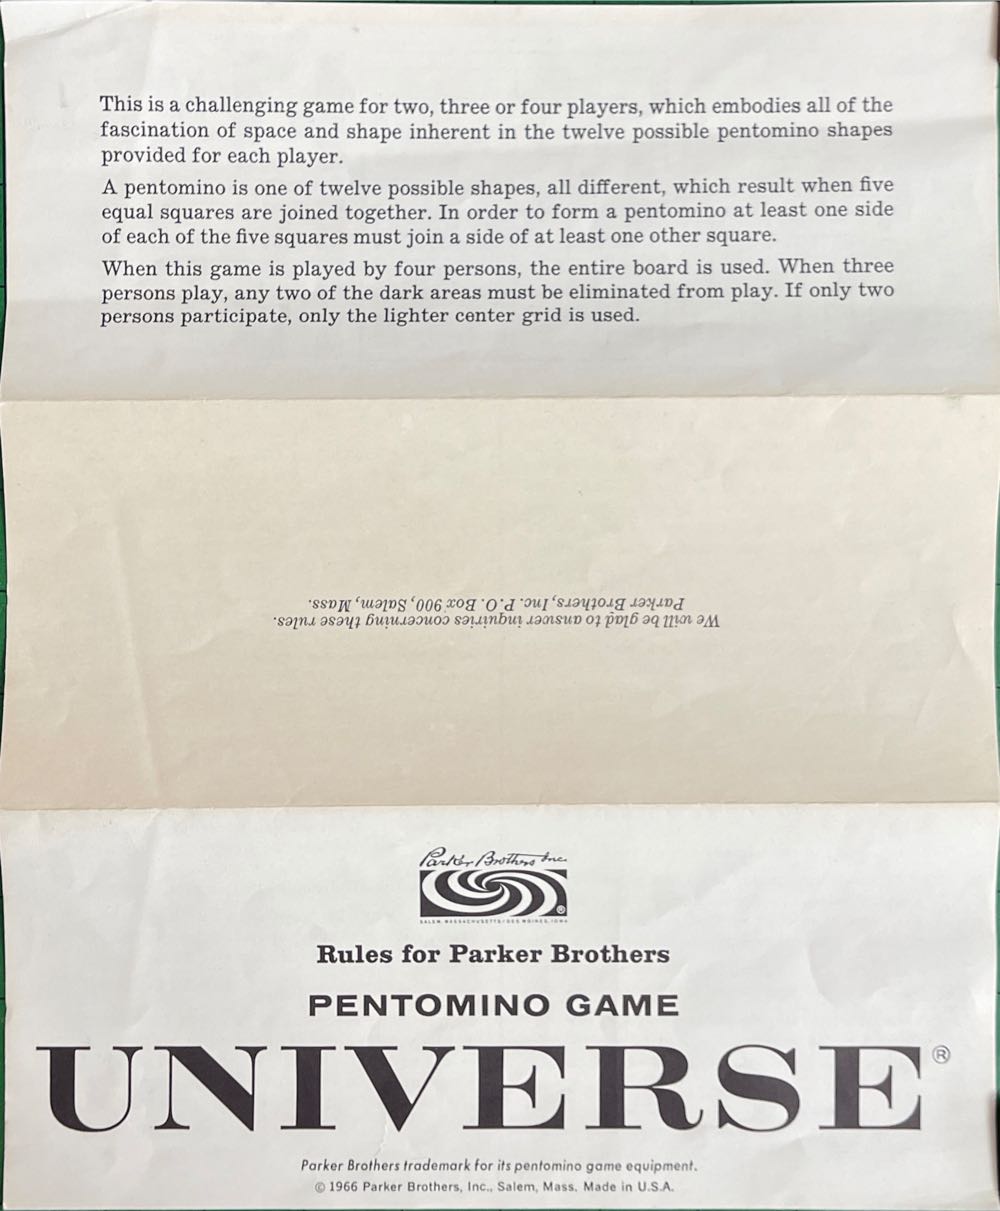 This is a challenging game for two, three or four players, which embodies all of the
fascination of space and shape inherent in the twelve possible pentomino shapes
provided for each player.
A pentomino is one of twelve possible shapes, all different, which result when five
equal squares are joined together. In order to form a pentomino at least one side
of each of the five squares must join a side of at least one other square.
When this game is played by four persons, the entire board is used. When three
persons play, any two of the dark areas must be eliminated from play. If only two
persons participate, only the lighter center grid is used.
We will be glad to answer inquiries concerning these rules.
Parker Brothers, Inc. P.O. Box 900, Salem, Mass.
Parker Brothers Inc.
®
SALEM, MASSACHUSETTS/DES MOINES, IOWA
Rules for Parker Brothers
PENTOMINO GAME
UNIVERSE®
Parker Brothers trademark for its pentomino game equipment.
© 1966 Parker Brothers, Inc., Salem, Mass. Made in U.S.A.